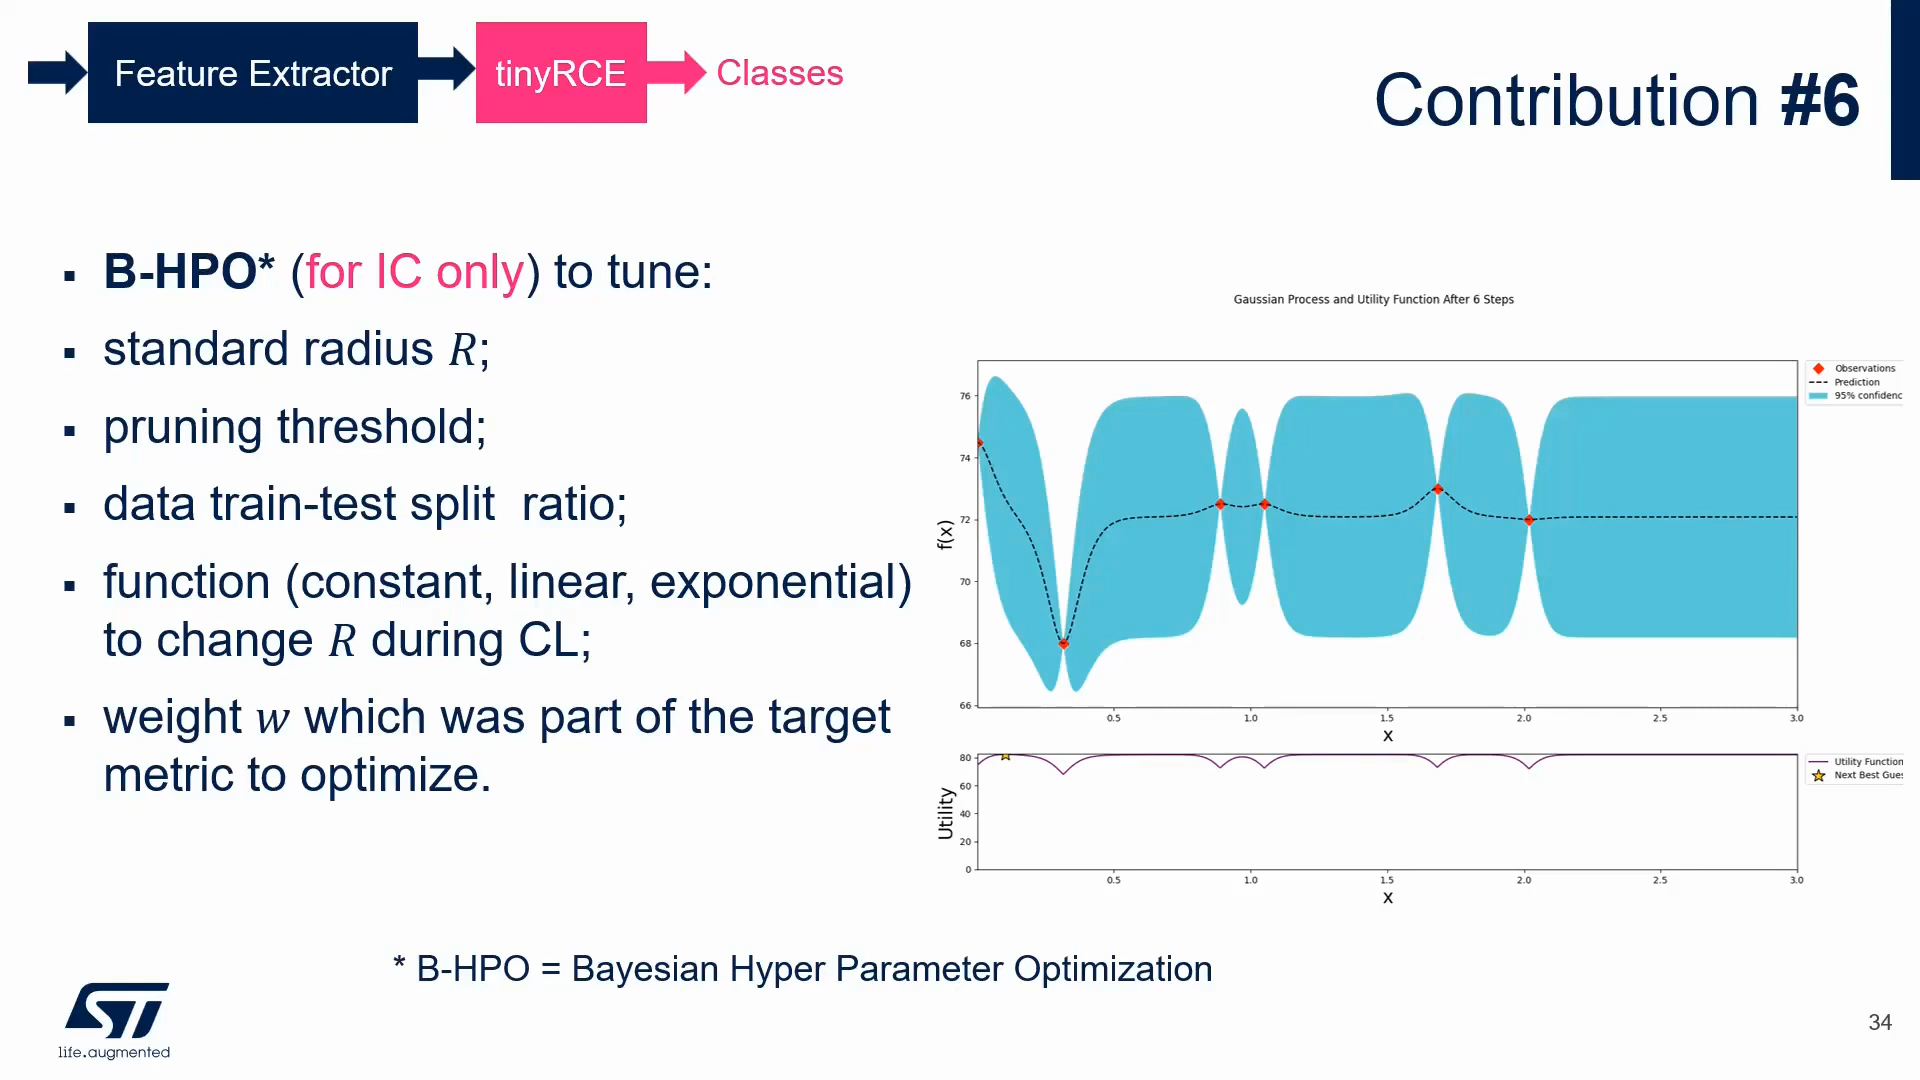 Feature Extractor
tinyRCE
Classes
Contribution #6
▪ B-HPO* (for IC only) to tune:
▪ standard radius R;
▪ pruning threshold;
▪ data train-test split  ratio;
▪ function (constant, linear, exponential)
to change R during CL;
▪ weight w which was part of the target
metric to optimize.
Gaussian Process and Utility Function After 6 Steps
76
74
72
70
68
66
f(x)
0.5 1.0 1.5 2.0 2.5 3.0
x
Observations
Prediction
95% confidenc
80
60
40
20
0
Utility
0.5 1.0 1.5 2.0 2.5 3.0
x
Utility Function
Next Best Gues
* B-HPO = Bayesian Hyper Parameter Optimization
ST
life.augmented
34